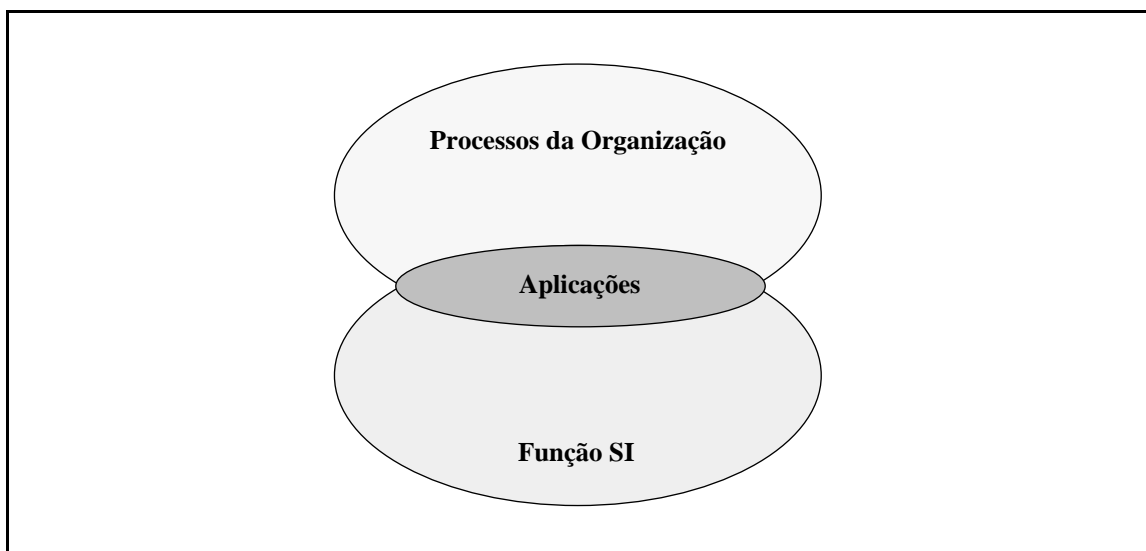 Processos da Organização
Aplicações
Função SI